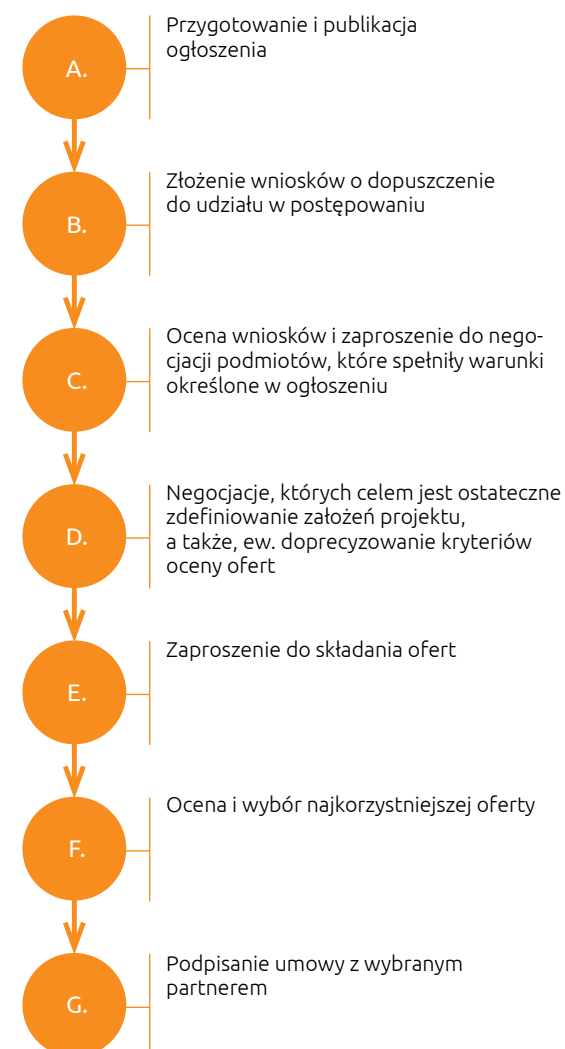 A.
Przygotowanie i publikacja
ogłoszenia
B.
Złożenie wniosków o dopuszczenie
do udziału w postępowaniu
C.
Ocena wniosków i zaproszenie do nego-
cjacji podmiotów, które spełniły warunki
określone w ogłoszeniu
D.
Negocjacje, których celem jest ostateczne
zdefiniowanie założeń projektu,
a także, ew. doprecyzowanie kryteriów
oceny ofert
E.
Zaproszenie do składania ofert
F.
Ocena i wybór najkorzystniejszej oferty
G.
Podpisanie umowy z wybranym
partnerem